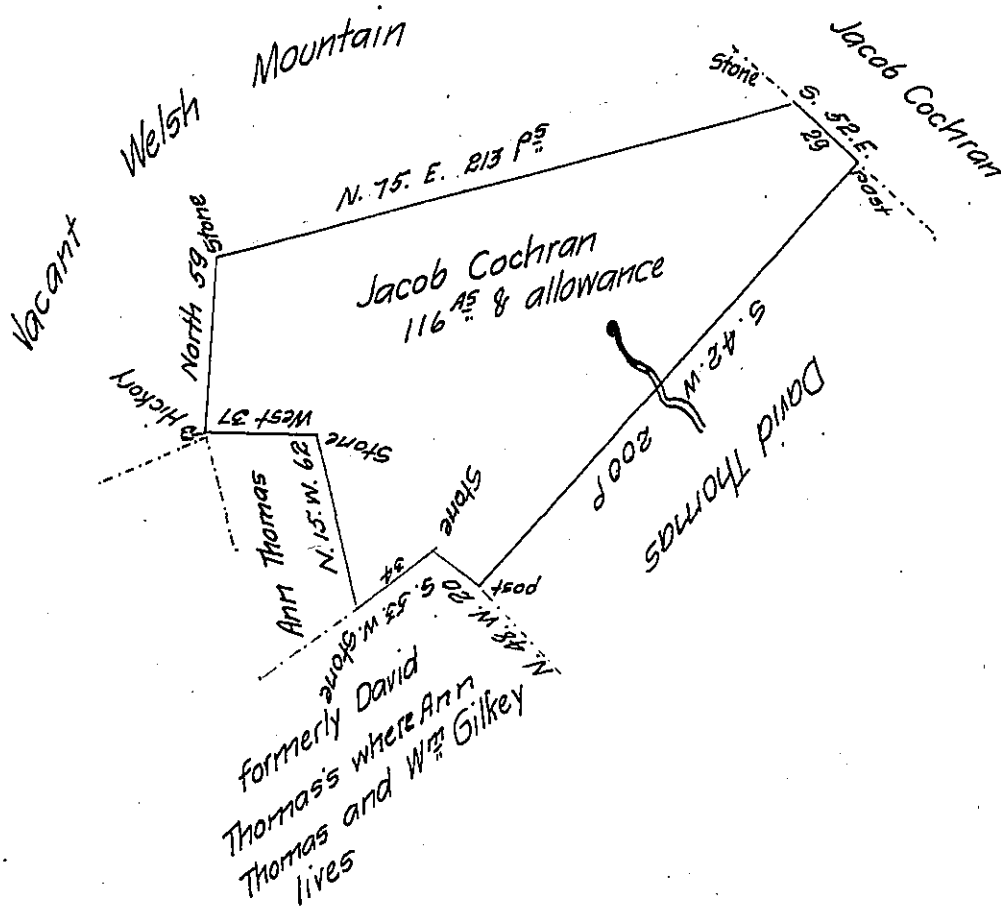 Welsh Mountain
Vacant
Jacob Cochran
Stone
S. 52. E.
29
post
N. 75. E. 213 Ps
Stone
North 59
Jacob Cochran
116 As & allowance
S. 42. W
200 P
David Thomas
Hickory
West 37
Stone
N. 15. W. 62
Ann Thomas
Stone
34
S. 53. W.
Stone
post
N. 48. W. 20
formerly David
Thomas's where Ann
Thomas and Wm Gilkey
lives